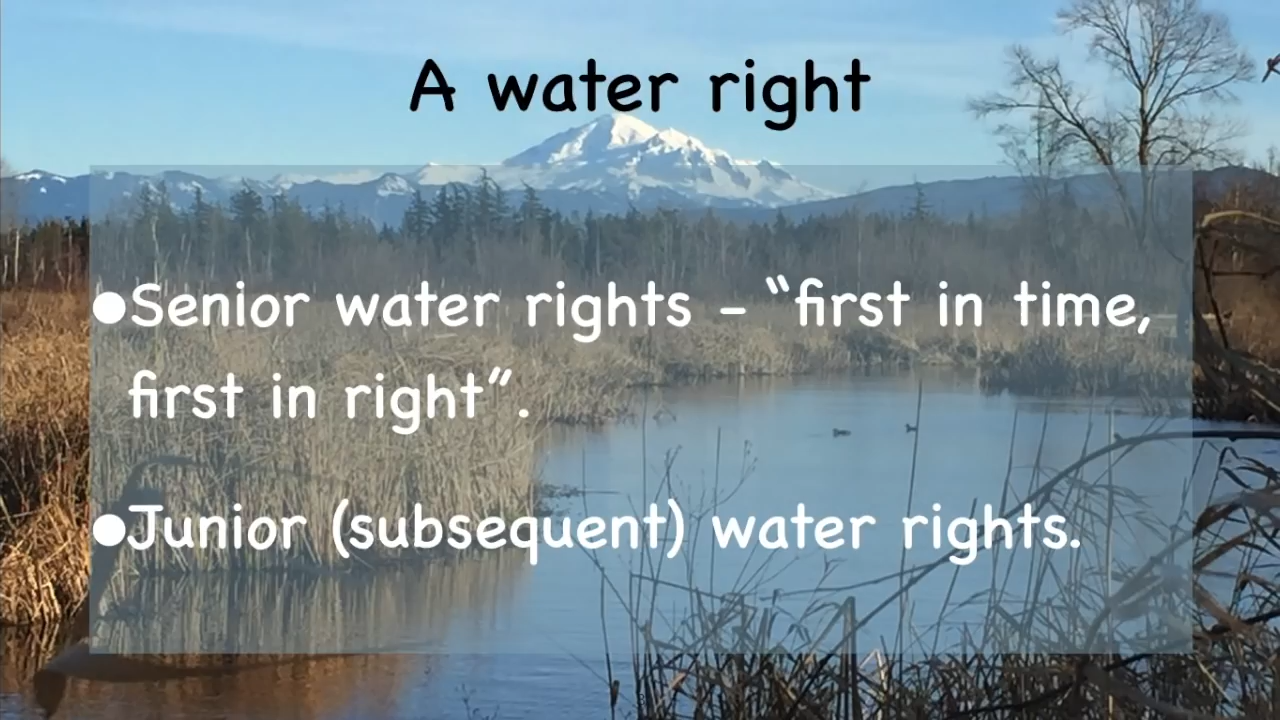 A water right
●Senior water rights – “first in time,
first in right”.
●Junior (subsequent) water rights.